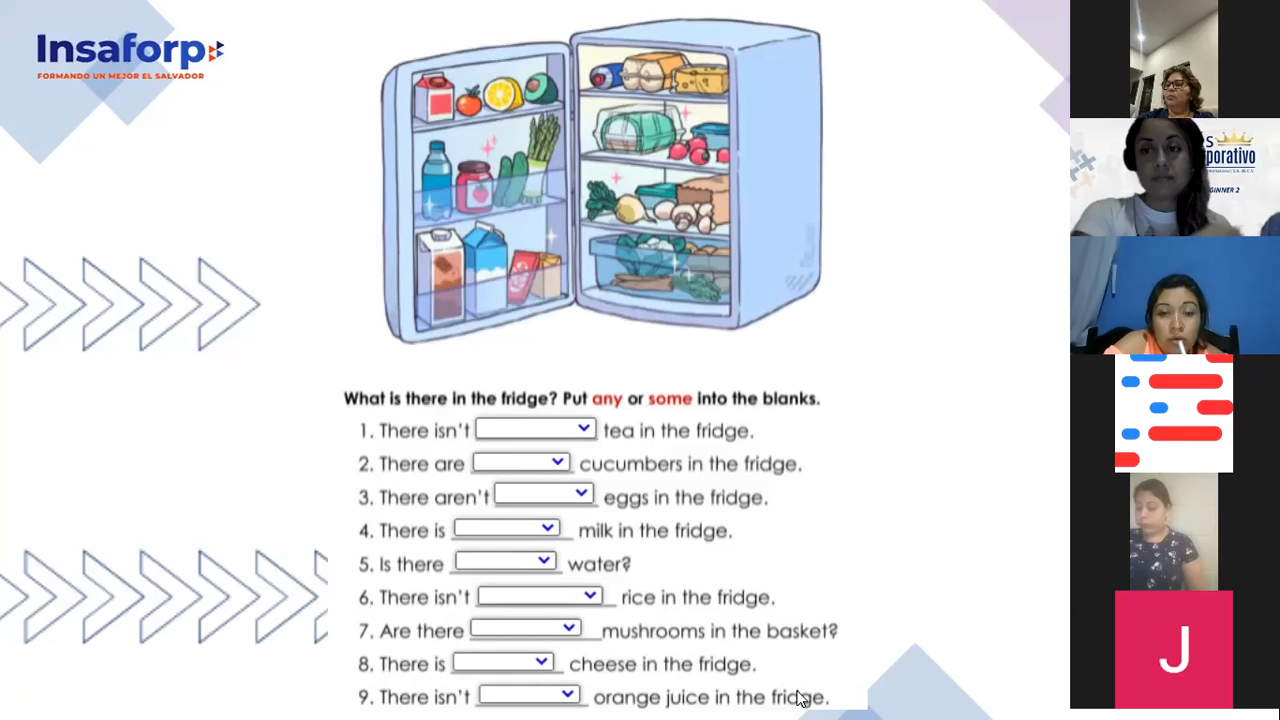 Insaforp
FORMANDO UN MEJOR EL SALVADOR
What is there in the fridge? Put any or some into the blanks.
1. There isn't tea in the fridge.
2. There are cucumbers in the fridge.
3. There aren't eggs in the fridge.
4. There is milk in the fridge.
5. Is there water?
6. There isn't rice in the fridge.
7. Are there mushrooms in the basket?
8. There is cheese in the fridge.
9. There isn't orange juice in the fridge.
porativo
J